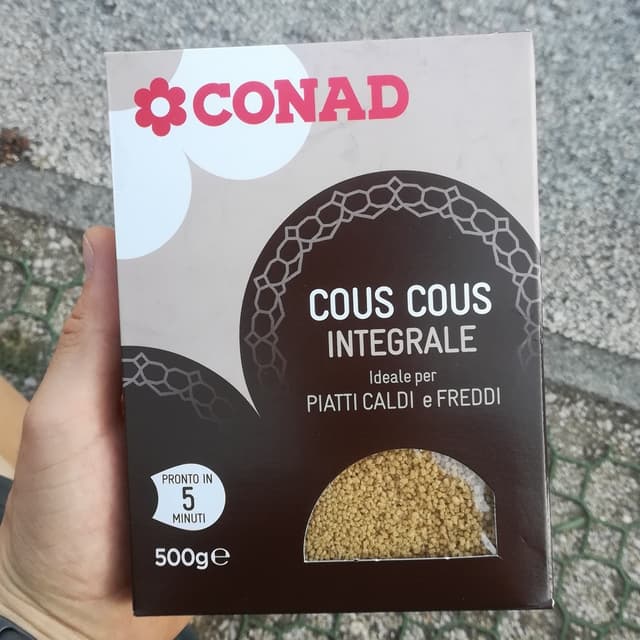 CONAD
COUS COUS
INTEGRALE
Ideale per
PIATTI CALDI e FREDDI
PRONTO IN
5
MINUTI
500g℮